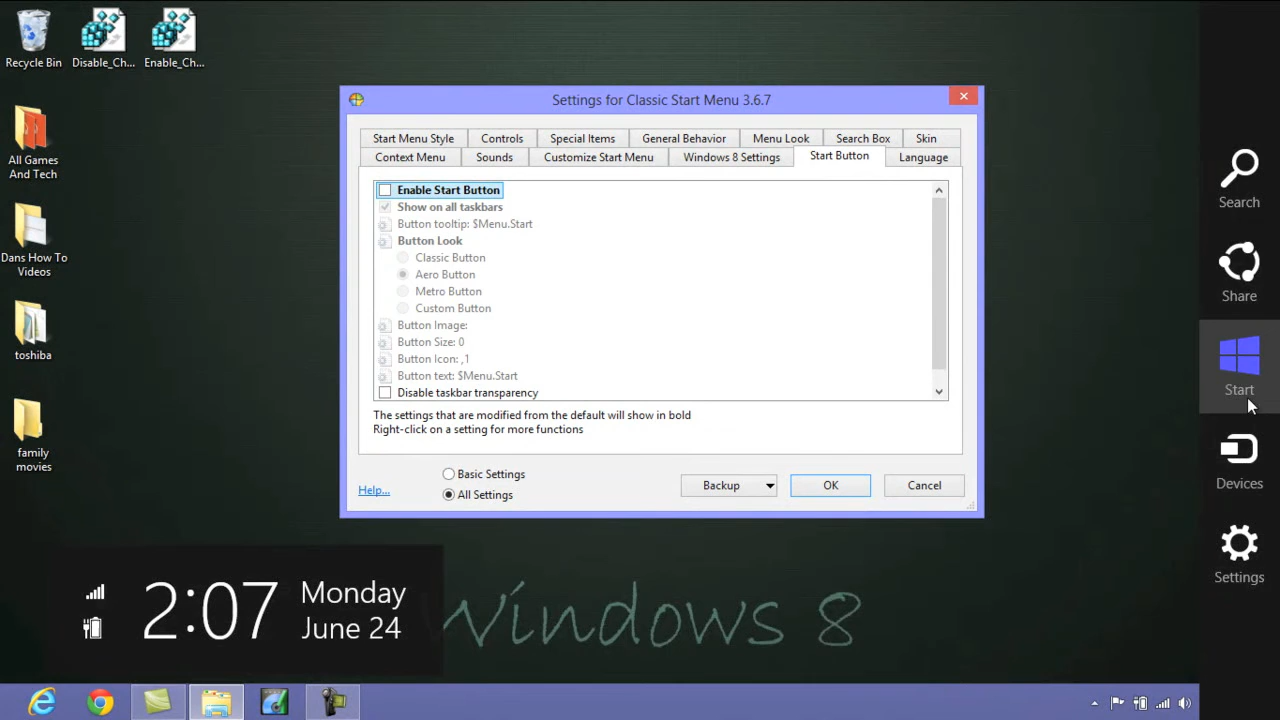 Recycle Bin
Disable_Ch...
Enable_Ch...
All Games
And Tech
Dans How To
Videos
toshiba
family
movies
Settings for Classic Start Menu 3.6.7
Start Menu Style
Controls
Special Items
General Behavior
Menu Look
Search Box
Skin
Context Menu
Sounds
Customize Start Menu
Windows 8 Settings
Start Button
Language
Enable Start Button
Show on all taskbars
Button tooltip: $Menu.Start
Button Look
Classic Button
Aero Button
Metro Button
Custom Button
Button Image:
Button Size: 0
Button Icon: ,1
Button text: $Menu.Start
Disable taskbar transparency
The settings that are modified from the default will show in bold
Right-click on a setting for more functions
Help...
Basic Settings
All Settings
Backup
OK
Cancel
Search
Share
Start
Devices
Settings
2:07
Monday
June 24
Windows 8